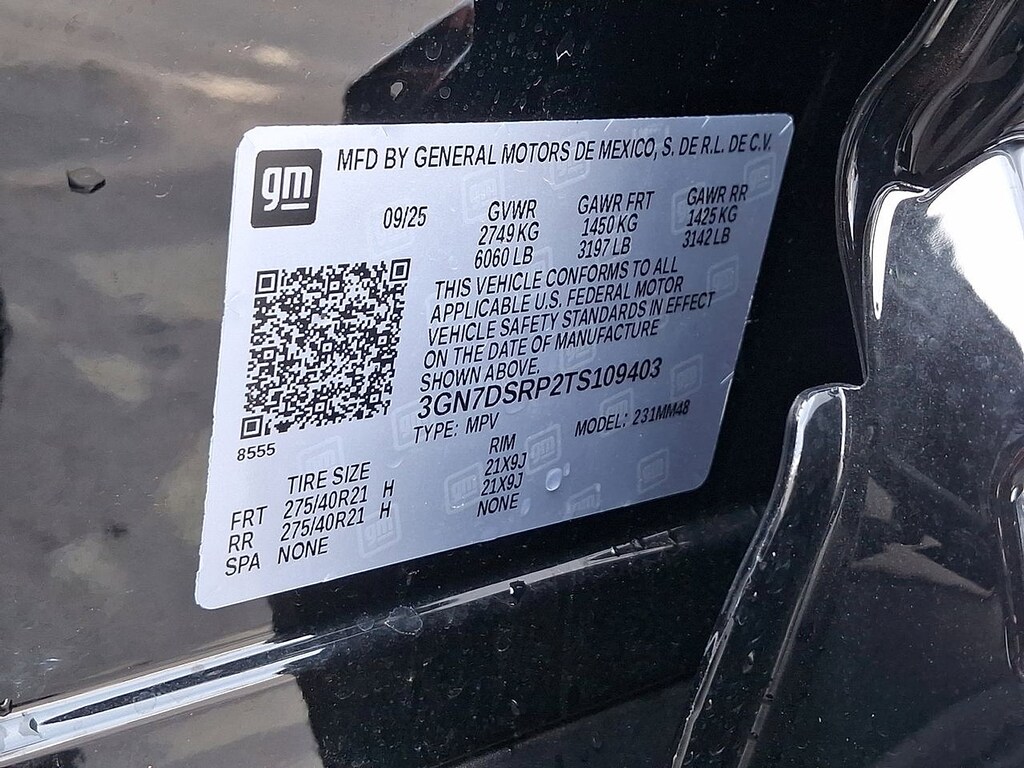 gm
MFD BY GENERAL MOTORS DE MEXICO, S. DE R.L. DE C.V.
09/25 GVWR GAWR FRT GAWR RR
2749 KG 1450 KG 1425 KG
6060 LB 3197 LB 3142 LB
THIS VEHICLE CONFORMS TO ALL
APPLICABLE U.S. FEDERAL MOTOR
VEHICLE SAFETY STANDARDS IN EFFECT
ON THE DATE OF MANUFACTURE
SHOWN ABOVE.
3GN7DSRP2TS109403
TYPE: MPV MODEL: 231MM48
8555
TIRE SIZE RIM
FRT 275/40R21 H 21X9J
RR 275/40R21 H 21X9J
SPA NONE NONE